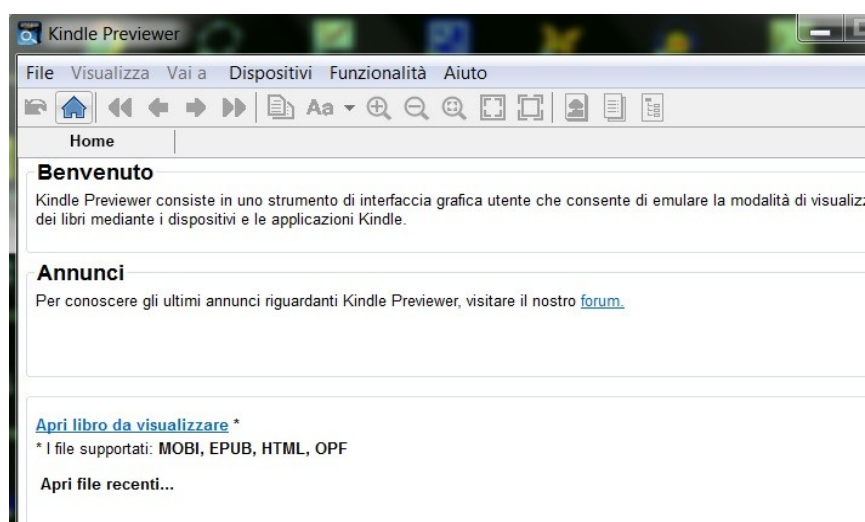 Kindle Previewer
File Visualizza Vai a Dispositivi Funzionalità Aiuto
Aa
Home
Benvenuto
Kindle Previewer consiste in uno strumento di interfaccia grafica utente che consente di emulare la modalità di
dei libri mediante i dispositivi e le applicazioni Kindle.
Annunci
Per conoscere gli ultimi annunci riguardanti Kindle Previewer, visitare il nostro forum.
Apri libro da visualizzare *
* I file supportati: MOBI, EPUB, HTML, OPF
Apri file recenti...